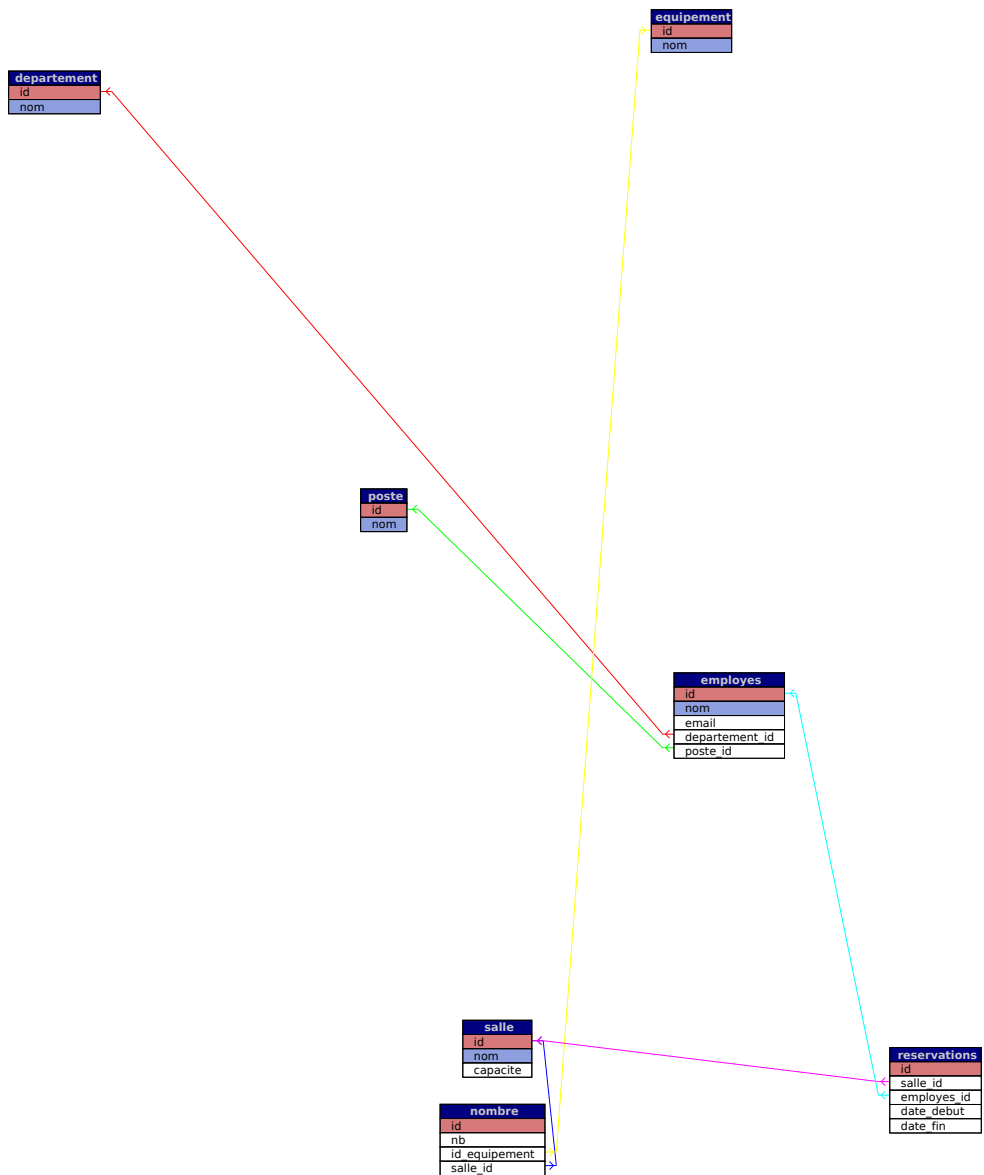 equipement
id
nom
departement
id
nom
poste
id
nom
employes
id
nom
email
departement_id
poste_id
salle
id
nom
capacite
reservations
id
salle_id
employes_id
date_debut
date_fin
nombre
id
nb
id_equipement
salle_id